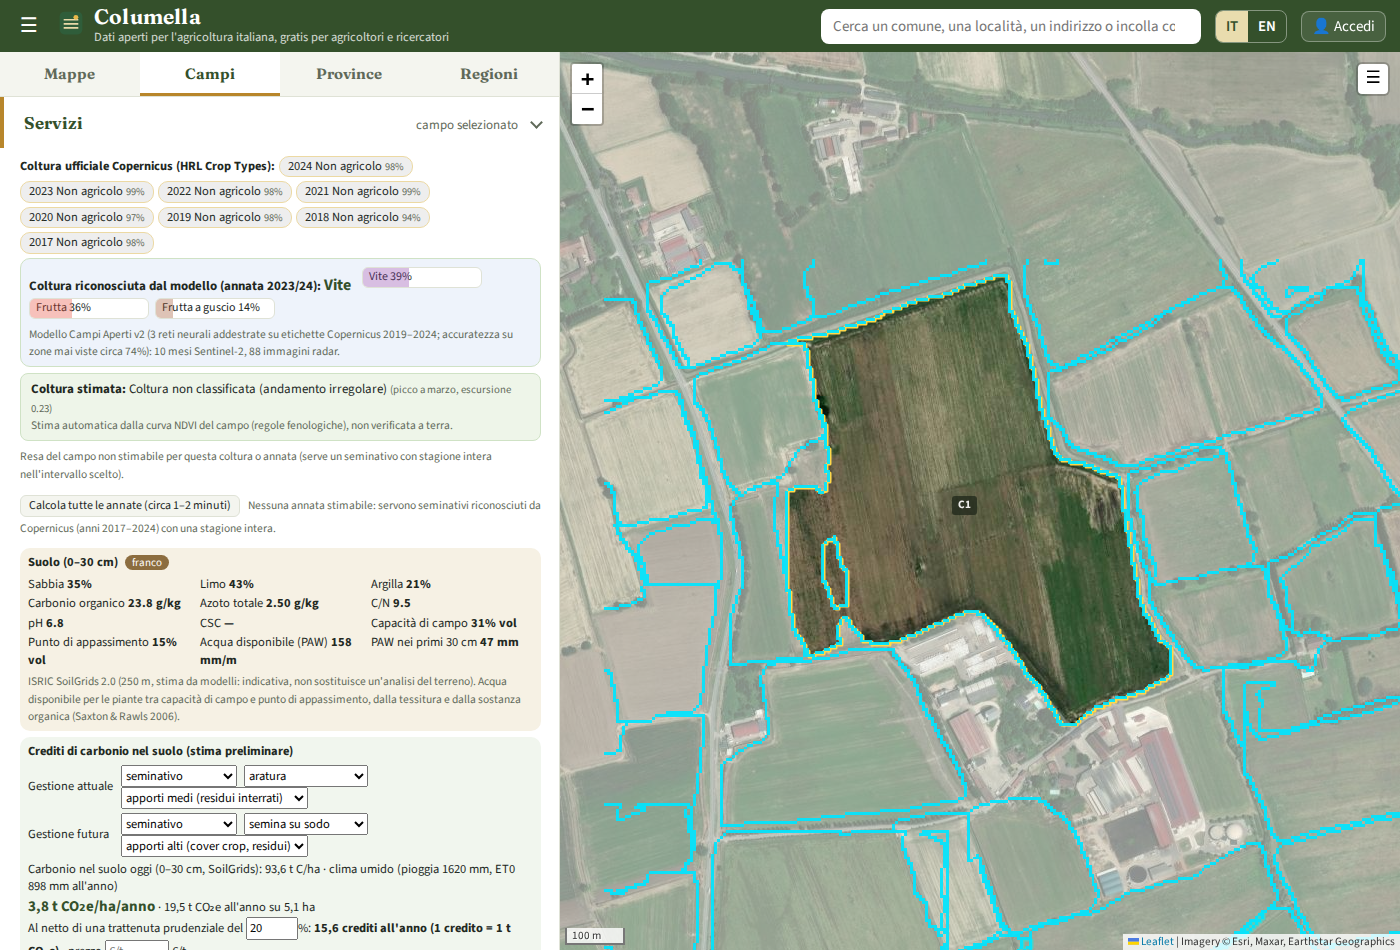 ☰
Columella
Dati aperti per l'agricoltura italiana, gratis per agricoltori e ricercatori
Cerca un comune, una località, un indirizzo o incolla cc
IT EN
Accedi
Mappe Campi Province Regioni
Servizi campo selezionato
Coltura ufficiale Copernicus (HRL Crop Types): 2024 Non agricolo 98%
2023 Non agricolo 99% 2022 Non agricolo 98% 2021 Non agricolo 99%
2020 Non agricolo 97% 2019 Non agricolo 98% 2018 Non agricolo 94%
2017 Non agricolo 98%
Coltura riconosciuta dal modello (annata 2023/24): Vite Vite 39%
Frutta 36% Frutta a guscio 14%
Modello Campi Aperti v2 (3 reti neurali addestrate su etichette Copernicus 2019–2024; accuratezza su
zone mai viste circa 74%): 10 mesi Sentinel-2, 88 immagini radar.
Coltura stimata: Coltura non classificata (andamento irregolare) (picco a marzo, escursione
0.23)
Stima automatica dalla curva NDVI del campo (regole fenologiche), non verificata a terra.
Resa del campo non stimabile per questa coltura o annata (serve un seminativo con stagione intera
nell'intervallo scelto).
Calcola tutte le annate (circa 1–2 minuti) Nessuna annata stimabile: servono seminativi riconosciuti da
Copernicus (anni 2017–2024) con una stagione intera.
Suolo (0–30 cm) franco
Sabbia 35% Limo 43% Argilla 21%
Carbonio organico 23.8 g/kg Azoto totale 2.50 g/kg C/N 9.5
pH 6.8 CSC — Capacità di campo 31% vol
Punto di appassimento 15% Acqua disponibile (PAW) 158 PAW nei primi 30 cm 47 mm
vol mm/m
ISRIC SoilGrids 2.0 (250 m, stima da modelli: indicativa, non sostituisce un'analisi del terreno). Acqua
disponibile per le piante tra capacità di campo e punto di appassimento, dalla tessitura e dalla sostanza
organica (Saxton & Rawls 2006).
Crediti di carbonio nel suolo (stima preliminare)
Gestione attuale seminativo aratura
apporti medi (residui interrati)
Gestione futura seminativo semina su sodo
apporti alti (cover crop, residui)
Carbonio nel suolo oggi (0–30 cm, SoilGrids): 93,6 t C/ha · clima umido (pioggia 1620 mm, ET0
898 mm all'anno)
3,8 t CO₂e/ha/anno · 19,5 t CO₂e all'anno su 5,1 ha
Al netto di una trattenuta prudenziale del 20 %: 15,6 crediti all'anno (1 credito = 1 t
+
−
☰
C1
100 m
Leaflet | Imagery © Esri, Maxar, Earthstar Geographics